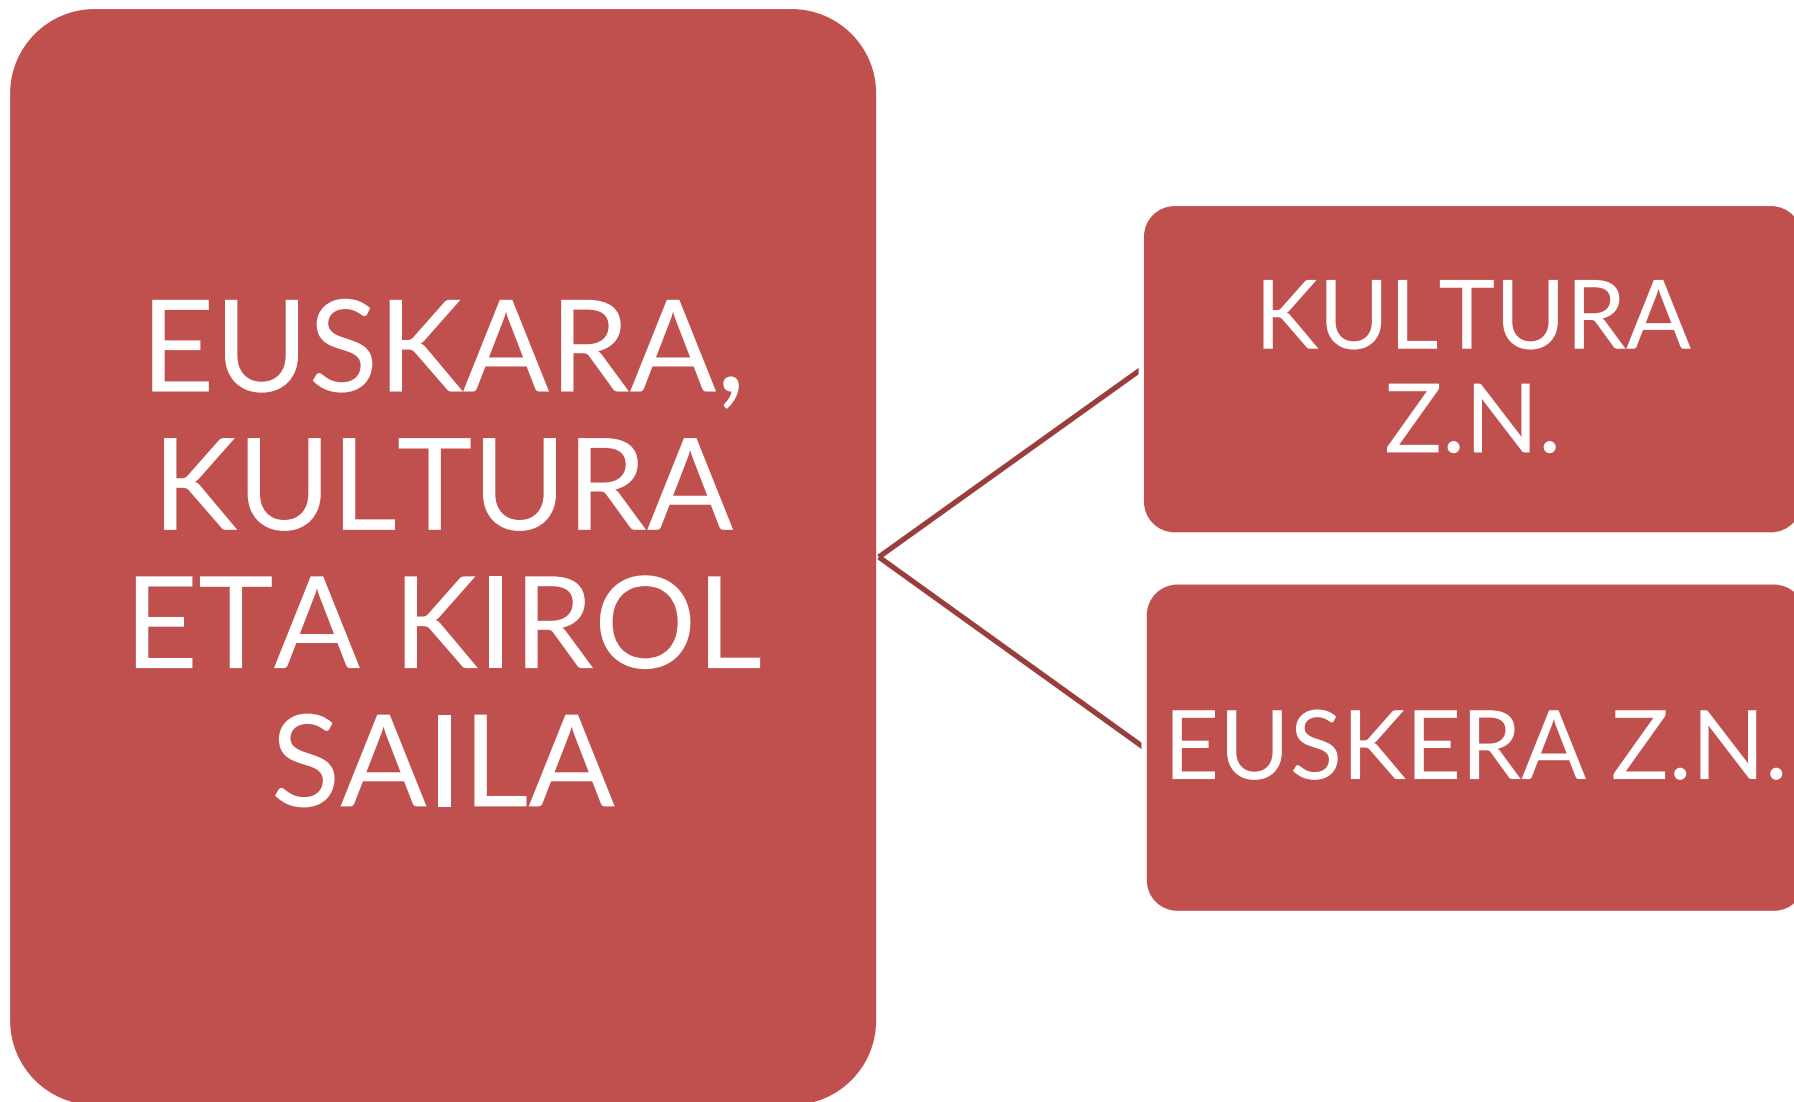 EUSKARA,
KULTURA
ETA KIROL
SAILA
KULTURA
Z.N.
EUSKERA Z.N.